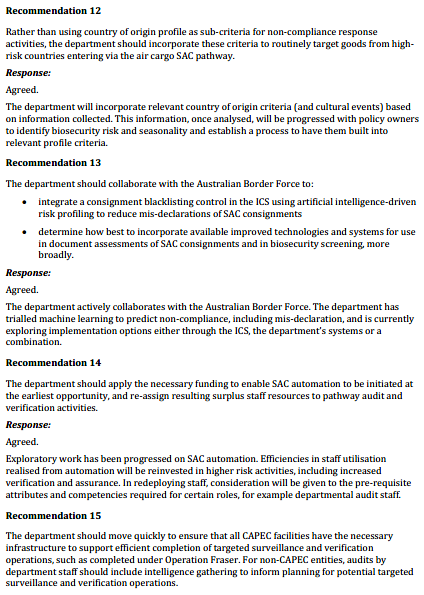 Recommendation 12
Rather than using country of origin profile as sub-criteria for non-compliance response
activities, the department should incorporate these criteria to routinely target goods from high-
risk countries entering via the air cargo SAC pathway.
Response:
Agreed.
The department will incorporate relevant country of origin criteria (and cultural events) based
on information collected. This information, once analysed, will be progressed with policy owners
to identify biosecurity risk and seasonality and establish a process to have them built into
relevant profile criteria.
Recommendation 13
The department should collaborate with the Australian Border Force to:
• integrate a consignment blacklisting control in the ICS using artificial intelligence-driven
risk profiling to reduce mis-declarations of SAC consignments
• determine how best to incorporate available improved technologies and systems for use
in document assessments of SAC consignments and in biosecurity screening, more
broadly.
Response:
Agreed.
The department actively collaborates with the Australian Border Force. The department has
trialled machine learning to predict non-compliance, including mis-declaration, and is currently
exploring implementation options either through the ICS, the department's systems or a
combination.
Recommendation 14
The department should apply the necessary funding to enable SAC automation to be initiated at
the earliest opportunity, and re-assign resulting surplus staff resources to pathway audit and
verification activities.
Response:
Agreed.
Exploratory work has been progressed on SAC automation. Efficiencies in staff utilisation
realised from automation will be reinvested in higher risk activities, including increased
verification and assurance. In redeploying staff, consideration will be given to the pre-requisite
attributes and competencies required for certain roles, for example departmental audit staff.
Recommendation 15
The department should move quickly to ensure that all CAPEC facilities have the necessary
infrastructure to support efficient completion of targeted surveillance and verification
operations, such as completed under Operation Fraser. For non-CAPEC entities, audits by
department staff should include intelligence gathering to inform planning for potential targeted
surveillance and verification operations.